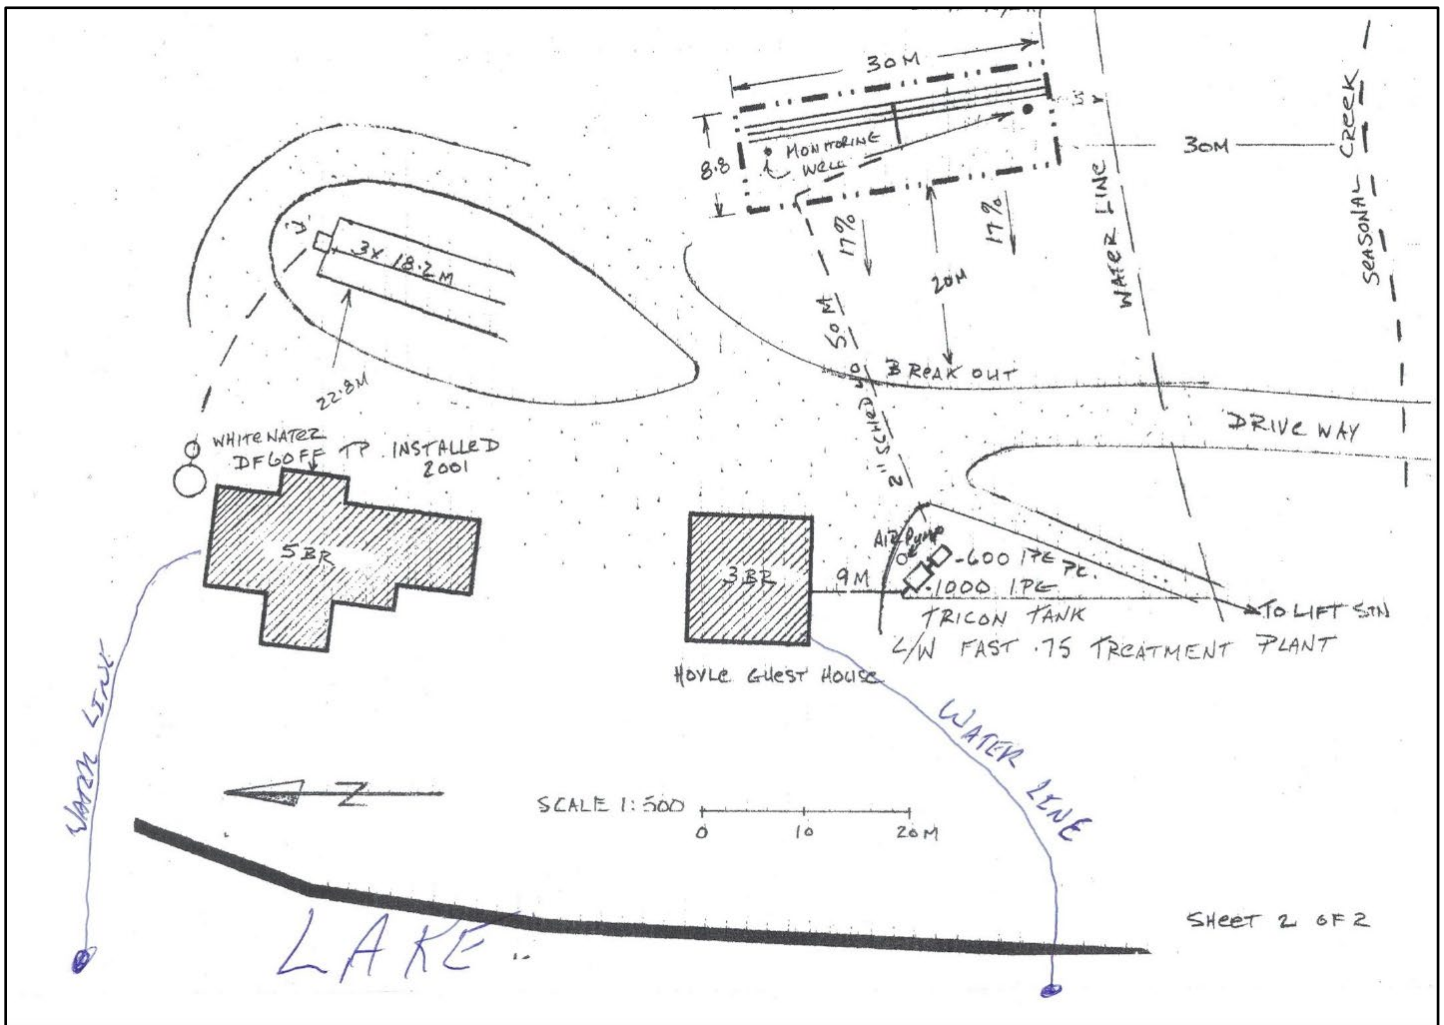 30M
8.8
MONITORING
WELL
30M
SEASONAL CREEK
WATER LINE
17%
17%
20M
3x 18.2M
22.8M
50M
2" SCHED 40
BREAK OUT
DRIVE WAY
WHITEWATER
DF60FF TP INSTALLED
2001
5BR
3BR
9M
AIR PUMP
-600 IPG PC.
-1000 IPG
TRICON TANK
C/W FAST .75 TREATMENT PLANT
TO LIFT STN
HOYLE GUEST HOUSE
WATER LINE
WATER LINE
N
SCALE 1:500
0 10 20M
LAKE
SHEET 2 OF 2